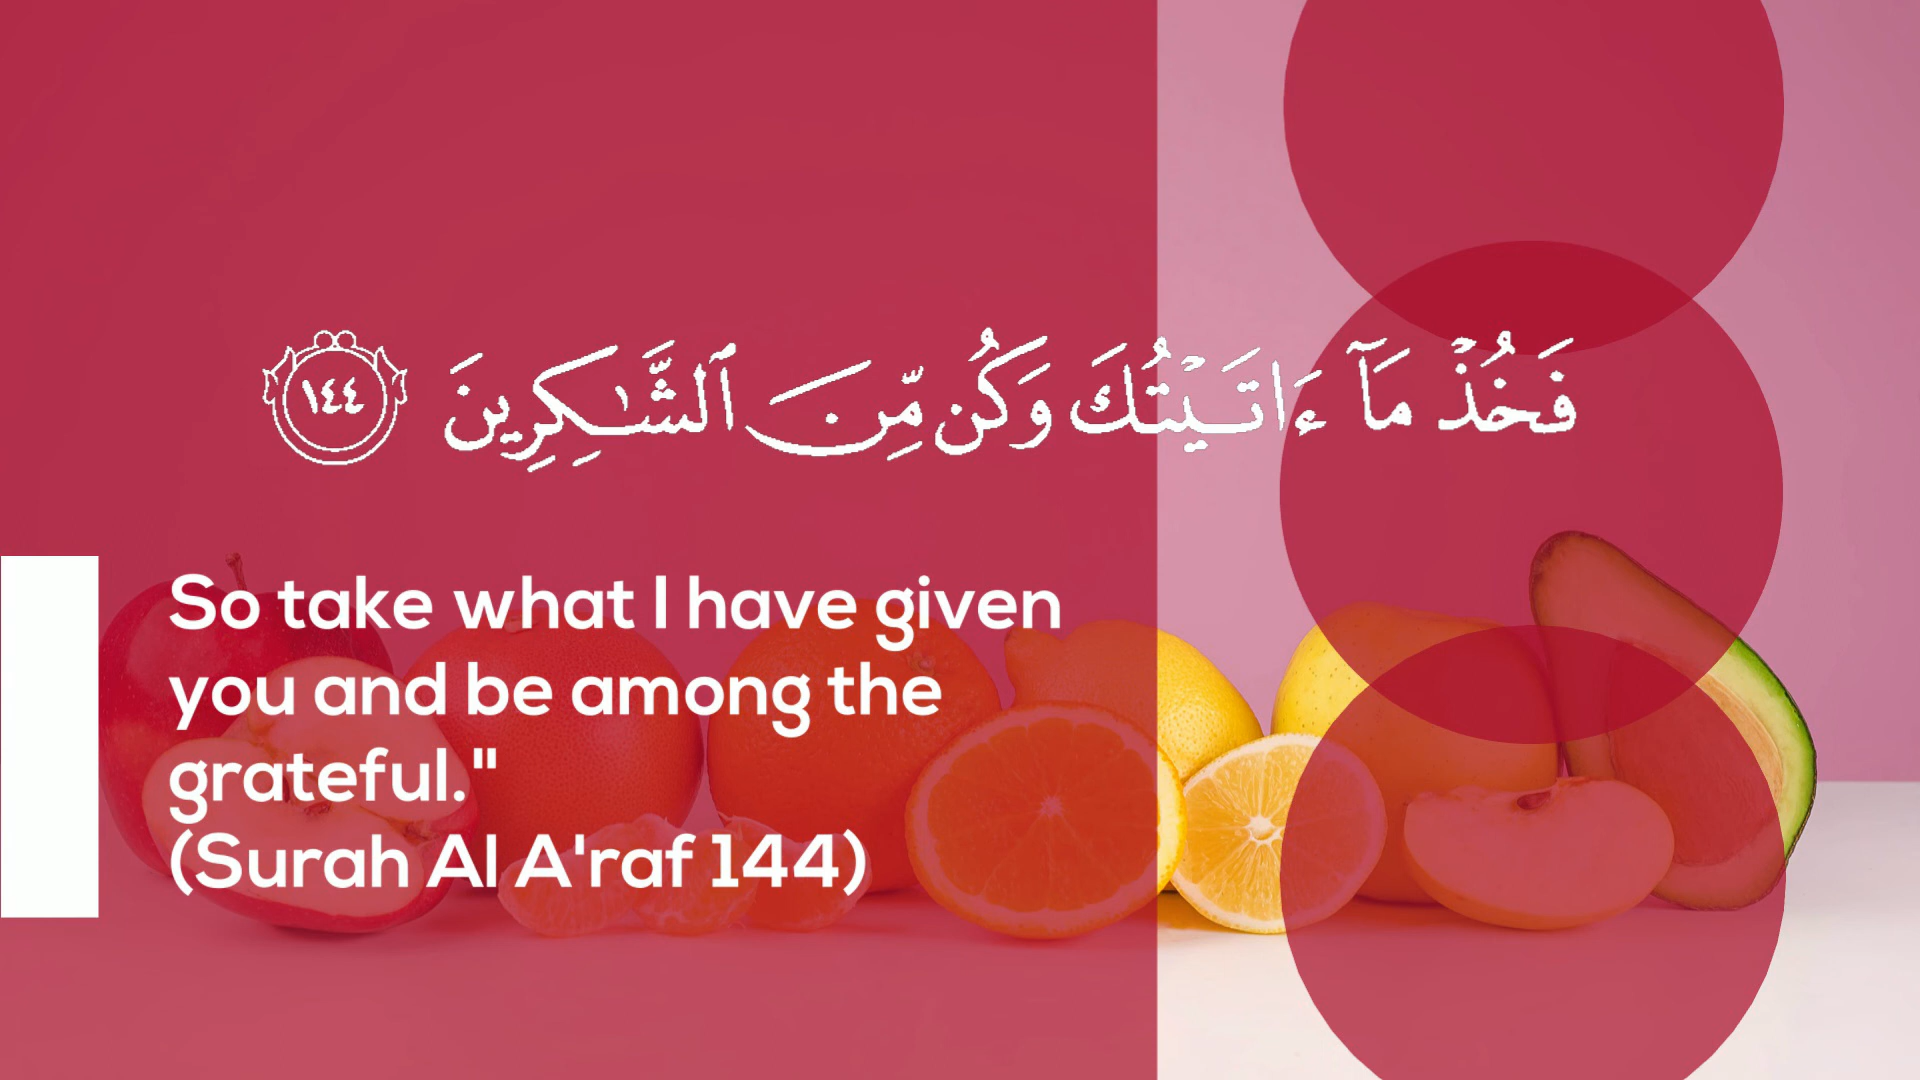 فَخُذْ مَآ ءَاتَيْتُكَ وَكُن مِّنَ ٱلشَّـٰكِرِينَ ١٤٤
So take what I have given
you and be among the
grateful."
(Surah Al A'raf 144)